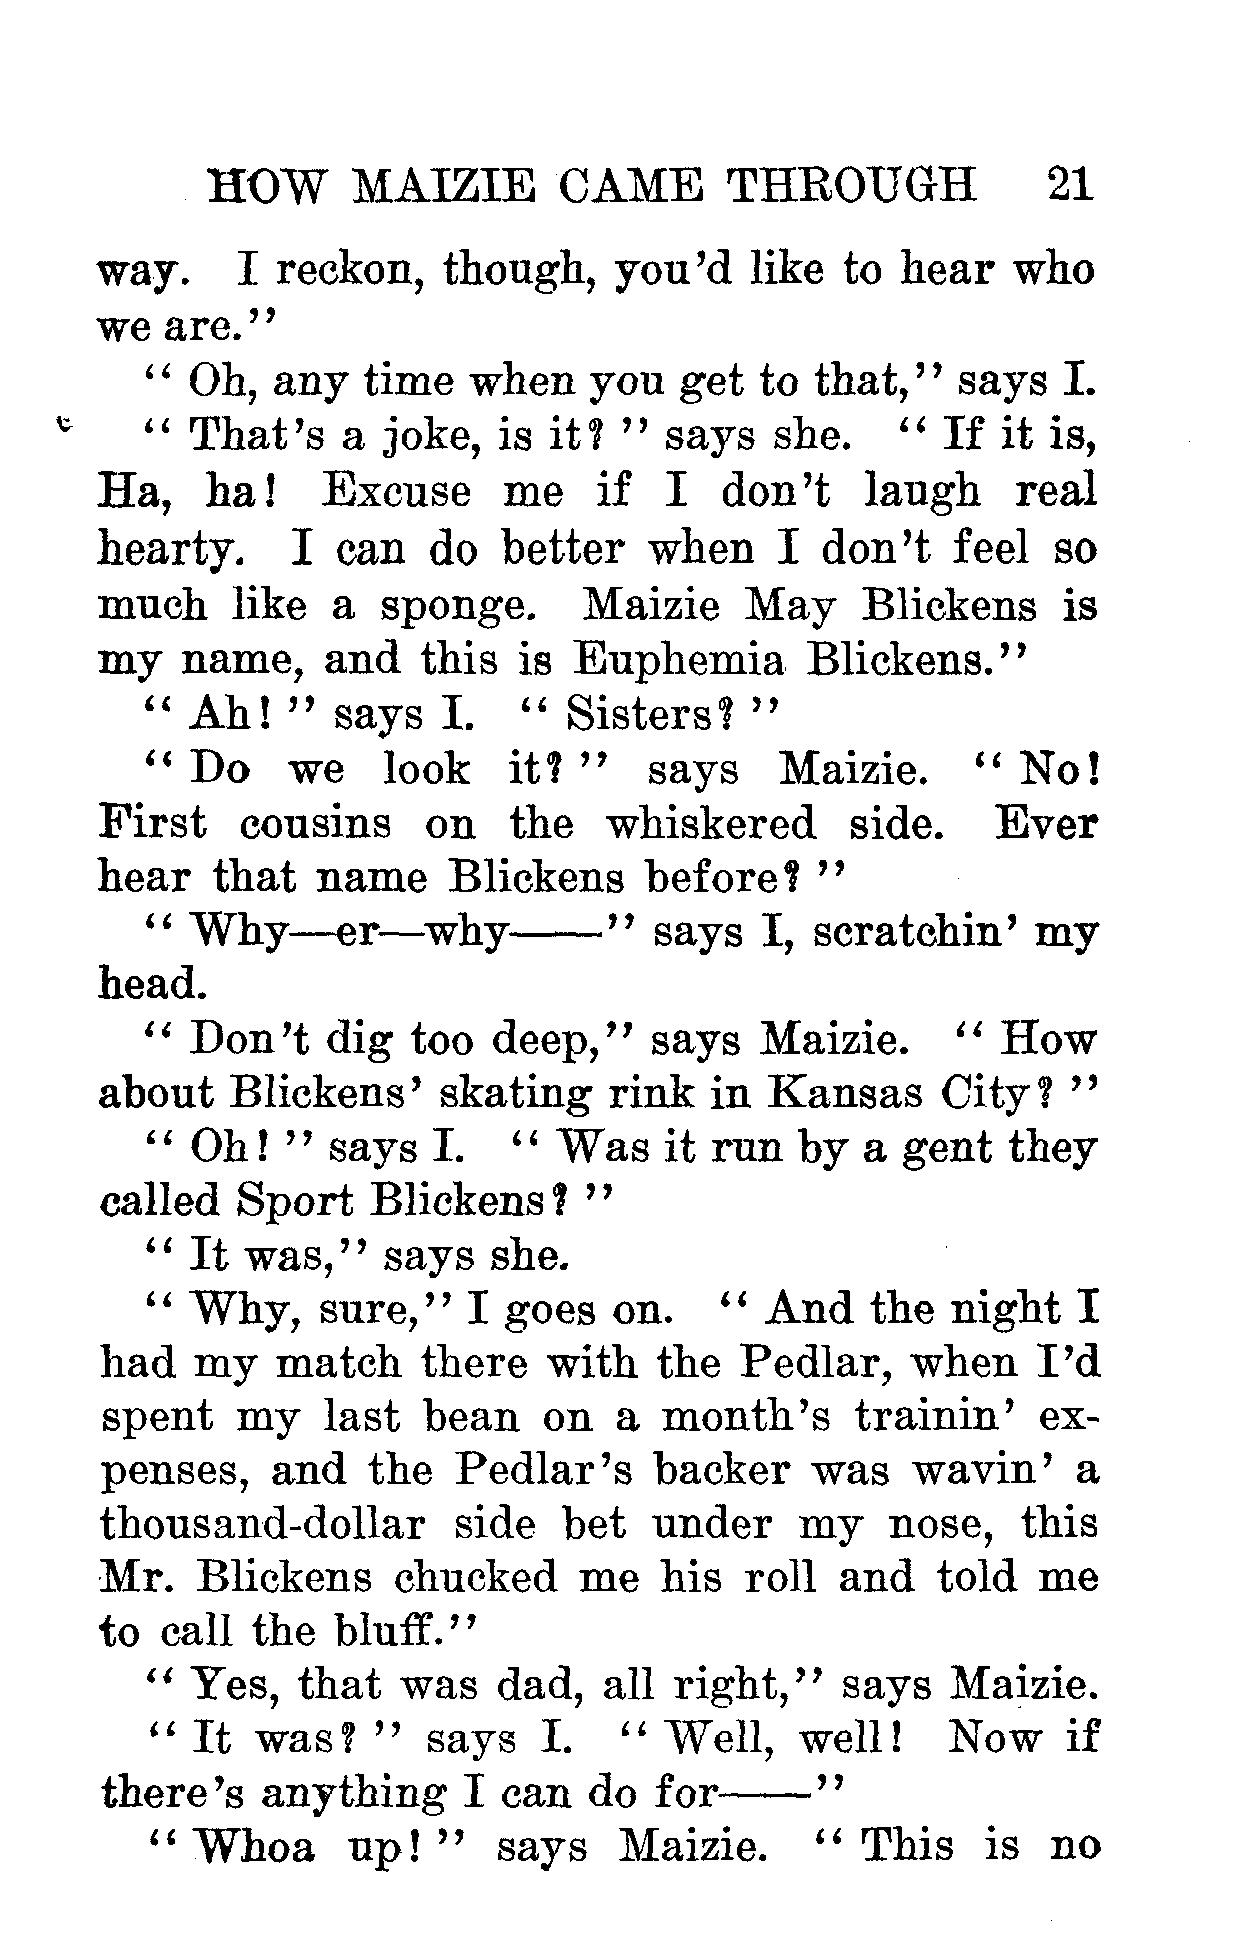 HOW MAIZIE CAME THROUGH 21
way. I reckon, though, you'd like to hear who
we are."
"Oh, any time when you get to that," says I.
"That's a joke, is it?" says she. "If it is,
Ha, ha! Excuse me if I don't laugh real
hearty. I can do better when I don't feel so
much like a sponge. Maizie May Blickens is
my name, and this is Euphemia Blickens."
"Ah!" says I. "Sisters?"
"Do we look it?" says Maizie. "No!
First cousins on the whiskered side. Ever
hear that name Blickens before?"
"Why—er—why——" says I, scratchin' my
head.
"Don't dig too deep," says Maizie. "How
about Blickens' skating rink in Kansas City?"
"Oh!" says I. "Was it run by a gent they
called Sport Blickens?"
"It was," says she.
"Why, sure," I goes on. "And the night I
had my match there with the Pedlar, when I'd
spent my last bean on a month's trainin' ex-
penses, and the Pedlar's backer was wavin' a
thousand-dollar side bet under my nose, this
Mr. Blickens chucked me his roll and told me
to call the bluff."
"Yes, that was dad, all right," says Maizie.
"It was?" says I. "Well, well! Now if
there's anything I can do for——"
"Whoa up!" says Maizie. "This is no